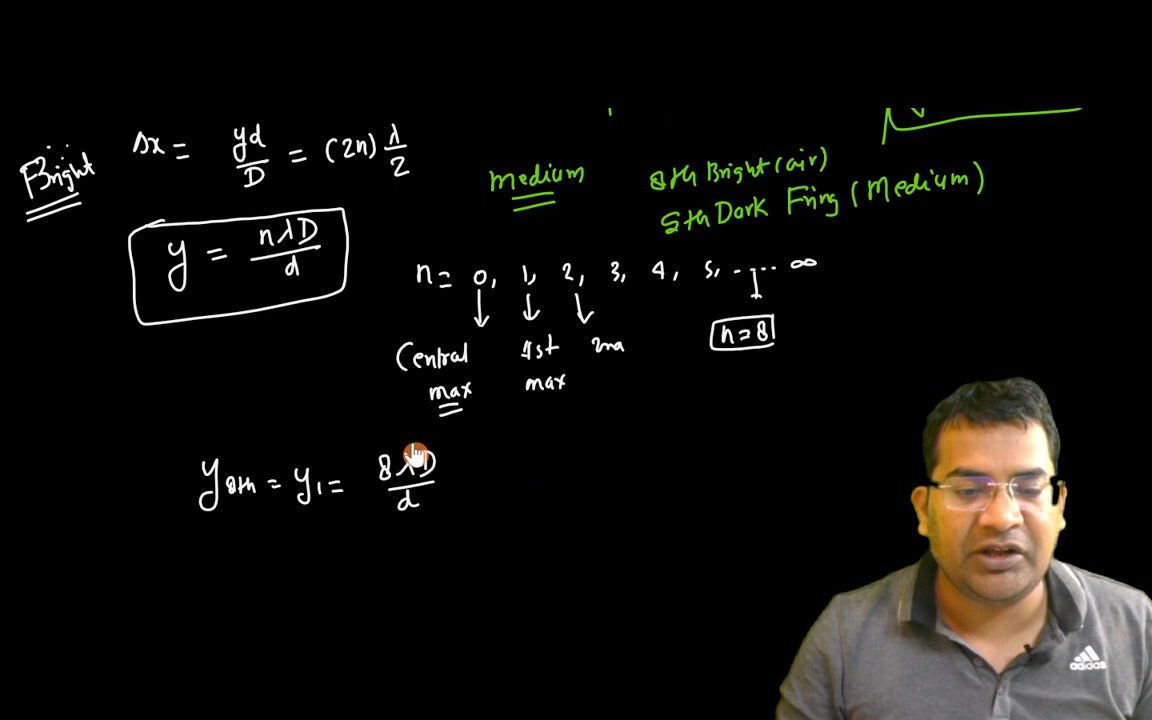 Bright Δx = yd/D = (2n) λ/2
y = nλD/d
Medium 8th Bright (air)
5th Dark Fring (Medium)
n = 0, 1, 2, 3, 4, 5, ...... ∞
Central max 1st max 2nd n = 8
y8th = y1 = 8λD/d
adidas